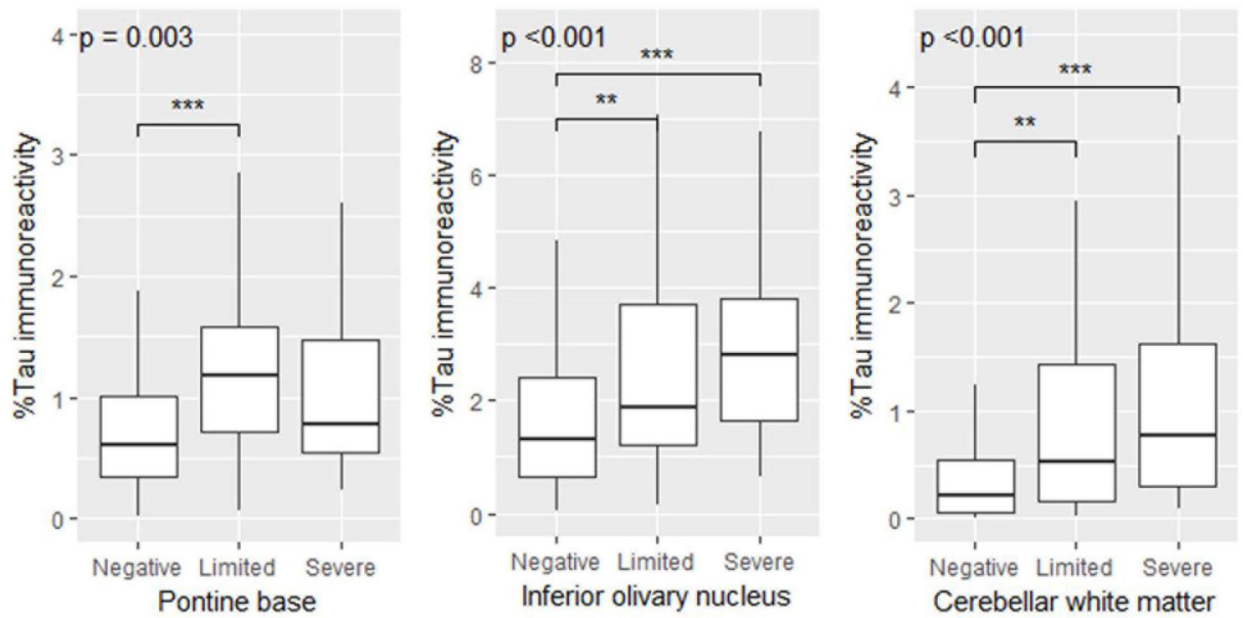 p = 0.003
***
%Tau immunoreactivity
4
3
2
1
0
Negative Limited Severe
Pontine base
p <0.001
***
**
%Tau immunoreactivity
8
6
4
2
0
Negative Limited Severe
Inferior olivary nucleus
p <0.001
***
**
%Tau immunoreactivity
4
3
2
1
0
Negative Limited Severe
Cerebellar white matter